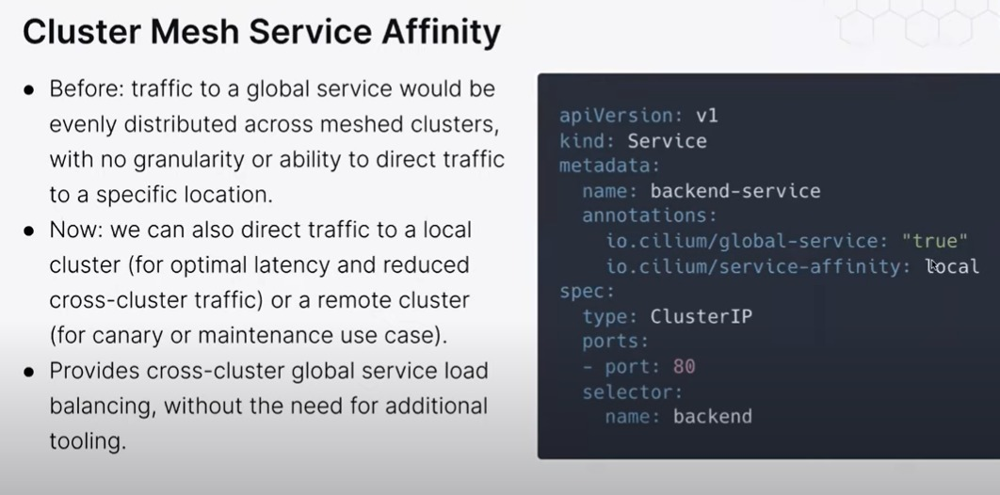 Cluster Mesh Service Affinity
● Before: traffic to a global service would be
evenly distributed across meshed clusters,
with no granularity or ability to direct traffic
to a specific location.
● Now: we can also direct traffic to a local
cluster (for optimal latency and reduced
cross-cluster traffic) or a remote cluster
(for canary or maintenance use case).
● Provides cross-cluster global service load
balancing, without the need for additional
tooling.
apiVersion: v1
kind: Service
metadata:
  name: backend-service
  annotations:
    io.cilium/global-service: "true"
    io.cilium/service-affinity: local
spec:
  type: ClusterIP
  ports:
  - port: 80
  selector:
    name: backend